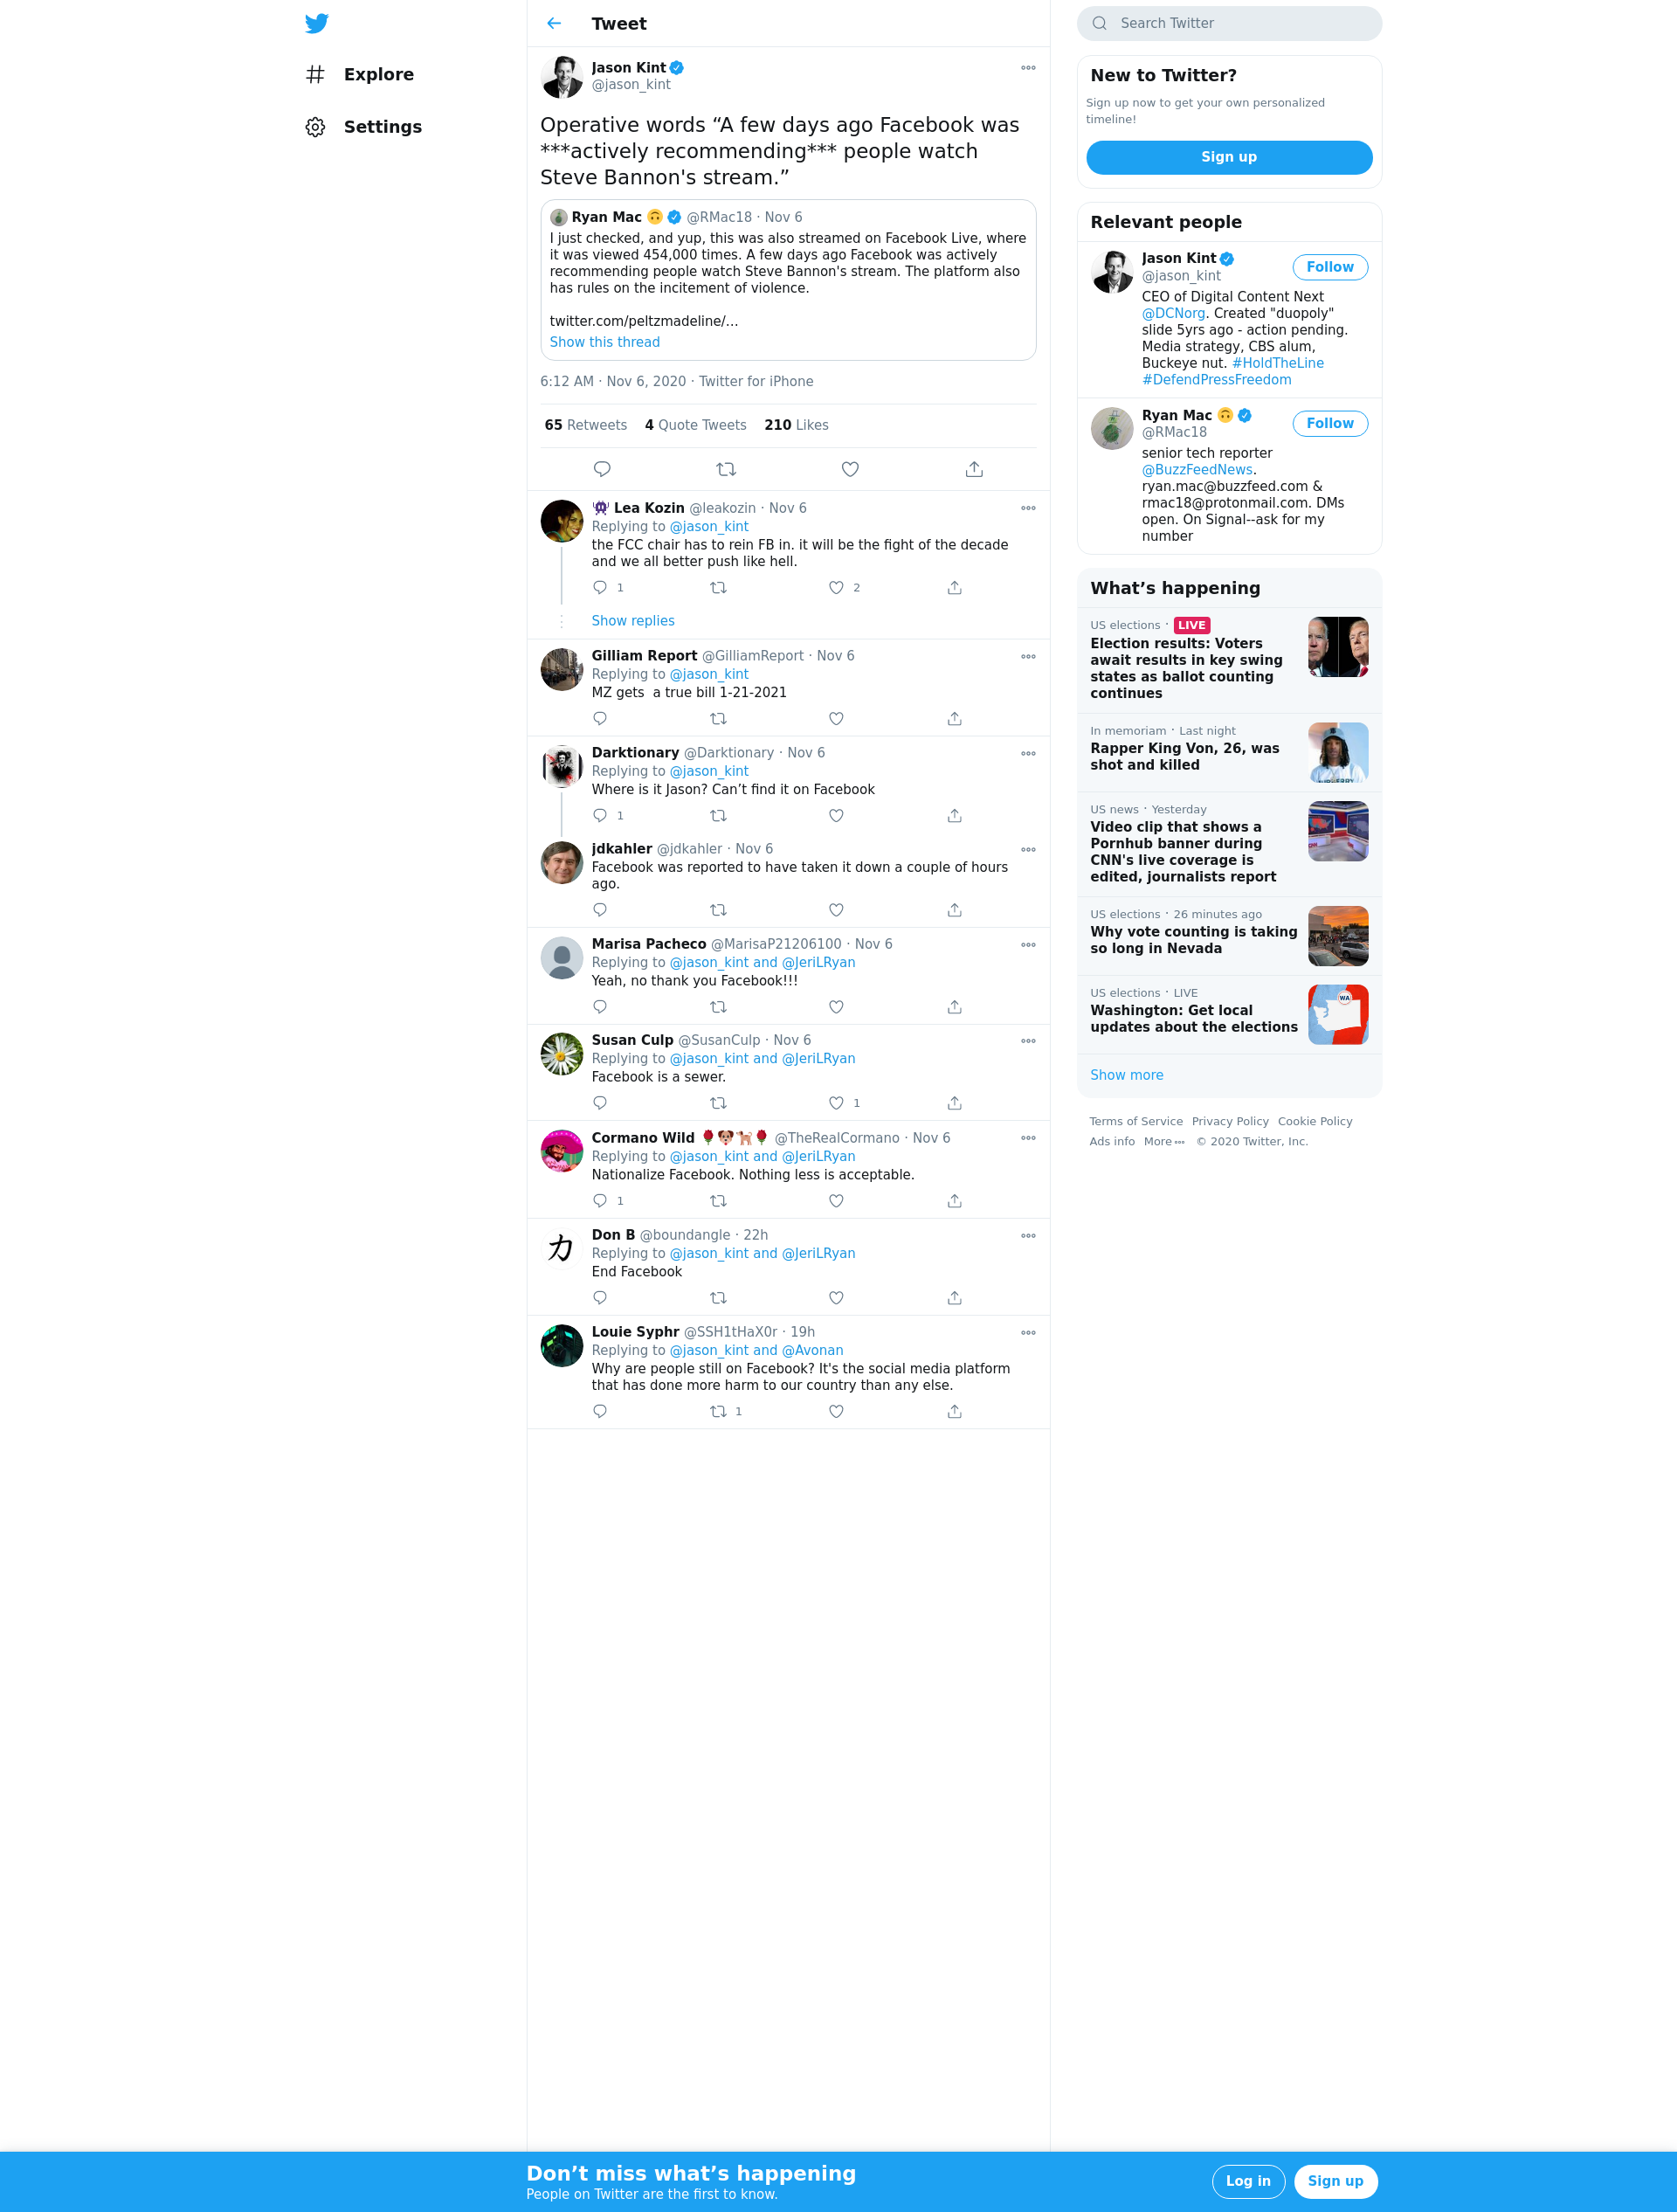 Explore
Settings
Tweet
Jason Kint
@jason_kint
Operative words “A few days ago Facebook was
***actively recommending*** people watch
Steve Bannon's stream.”
Ryan Mac 🙃 @RMac18 · Nov 6
I just checked, and yup, this was also streamed on Facebook Live, where
it was viewed 454,000 times. A few days ago Facebook was actively
recommending people watch Steve Bannon's stream. The platform also
has rules on the incitement of violence.
twitter.com/peltzmadeline/…
Show this thread
6:12 AM · Nov 6, 2020 · Twitter for iPhone
65 Retweets 4 Quote Tweets 210 Likes
👾 Lea Kozin @leakozin · Nov 6
Replying to @jason_kint
the FCC chair has to rein FB in. it will be the fight of the decade
and we all better push like hell.
1 2
Show replies
Gilliam Report @GilliamReport · Nov 6
Replying to @jason_kint
MZ gets  a true bill 1-21-2021
Darktionary @Darktionary · Nov 6
Replying to @jason_kint
Where is it Jason? Can’t find it on Facebook
1
jdkahler @jdkahler · Nov 6
Facebook was reported to have taken it down a couple of hours
ago.
Marisa Pacheco @MarisaP21206100 · Nov 6
Replying to @jason_kint and @JeriLRyan
Yeah, no thank you Facebook!!!
Susan Culp @SusanCulp · Nov 6
Replying to @jason_kint and @JeriLRyan
Facebook is a sewer.
1
Cormano Wild 🌹🐶🐕🌹 @TheRealCormano · Nov 6
Replying to @jason_kint and @JeriLRyan
Nationalize Facebook. Nothing less is acceptable.
1
カ
Don B @boundangle · 22h
Replying to @jason_kint and @JeriLRyan
End Facebook
Louie Syphr @SSH1tHaX0r · 19h
Replying to @jason_kint and @Avonan
Why are people still on Facebook? It's the social media platform
that has done more harm to our country than any else.
1
Search Twitter
New to Twitter?
Sign up now to get your own personalized
timeline!
Sign up
Relevant people
Jason Kint
@jason_kint
Follow
CEO of Digital Content Next
@DCNorg. Created "duopoly"
slide 5yrs ago - action pending.
Media strategy, CBS alum,
Buckeye nut. #HoldTheLine
#DefendPressFreedom
Ryan Mac 🙃
@RMac18
Follow
senior tech reporter
@BuzzFeedNews.
ryan.mac@buzzfeed.com &
rmac18@protonmail.com. DMs
open. On Signal--ask for my
number
What’s happening
US elections · LIVE
Election results: Voters
await results in key swing
states as ballot counting
continues
In memoriam · Last night
Rapper King Von, 26, was
shot and killed
US news · Yesterday
Video clip that shows a
Pornhub banner during
CNN's live coverage is
edited, journalists report
US elections · 26 minutes ago
Why vote counting is taking
so long in Nevada
US elections · LIVE
Washington: Get local
updates about the elections
WA
Show more
Terms of Service Privacy Policy Cookie Policy
Ads info More © 2020 Twitter, Inc.
Don’t miss what’s happening
People on Twitter are the first to know.
Log in
Sign up